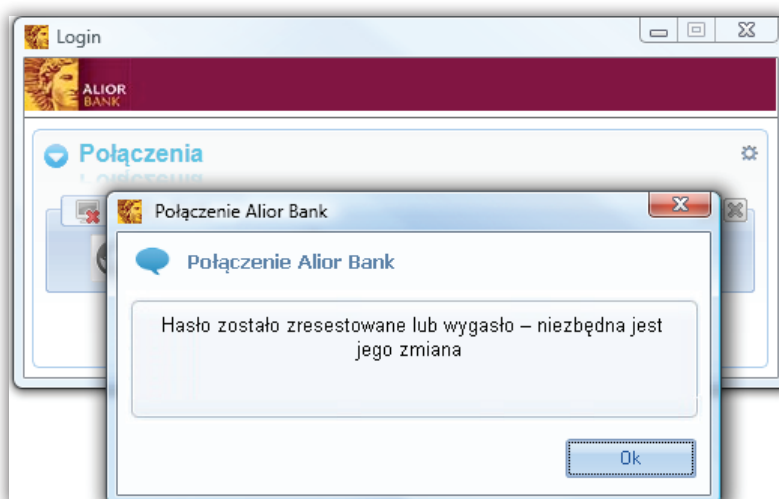 Login
ALIOR
BANK
Połączenia
Połączenie Alior Bank
Połączenie Alior Bank
Hasło zostało zresestowane lub wygasło – niezbędna jest
jego zmiana
Ok